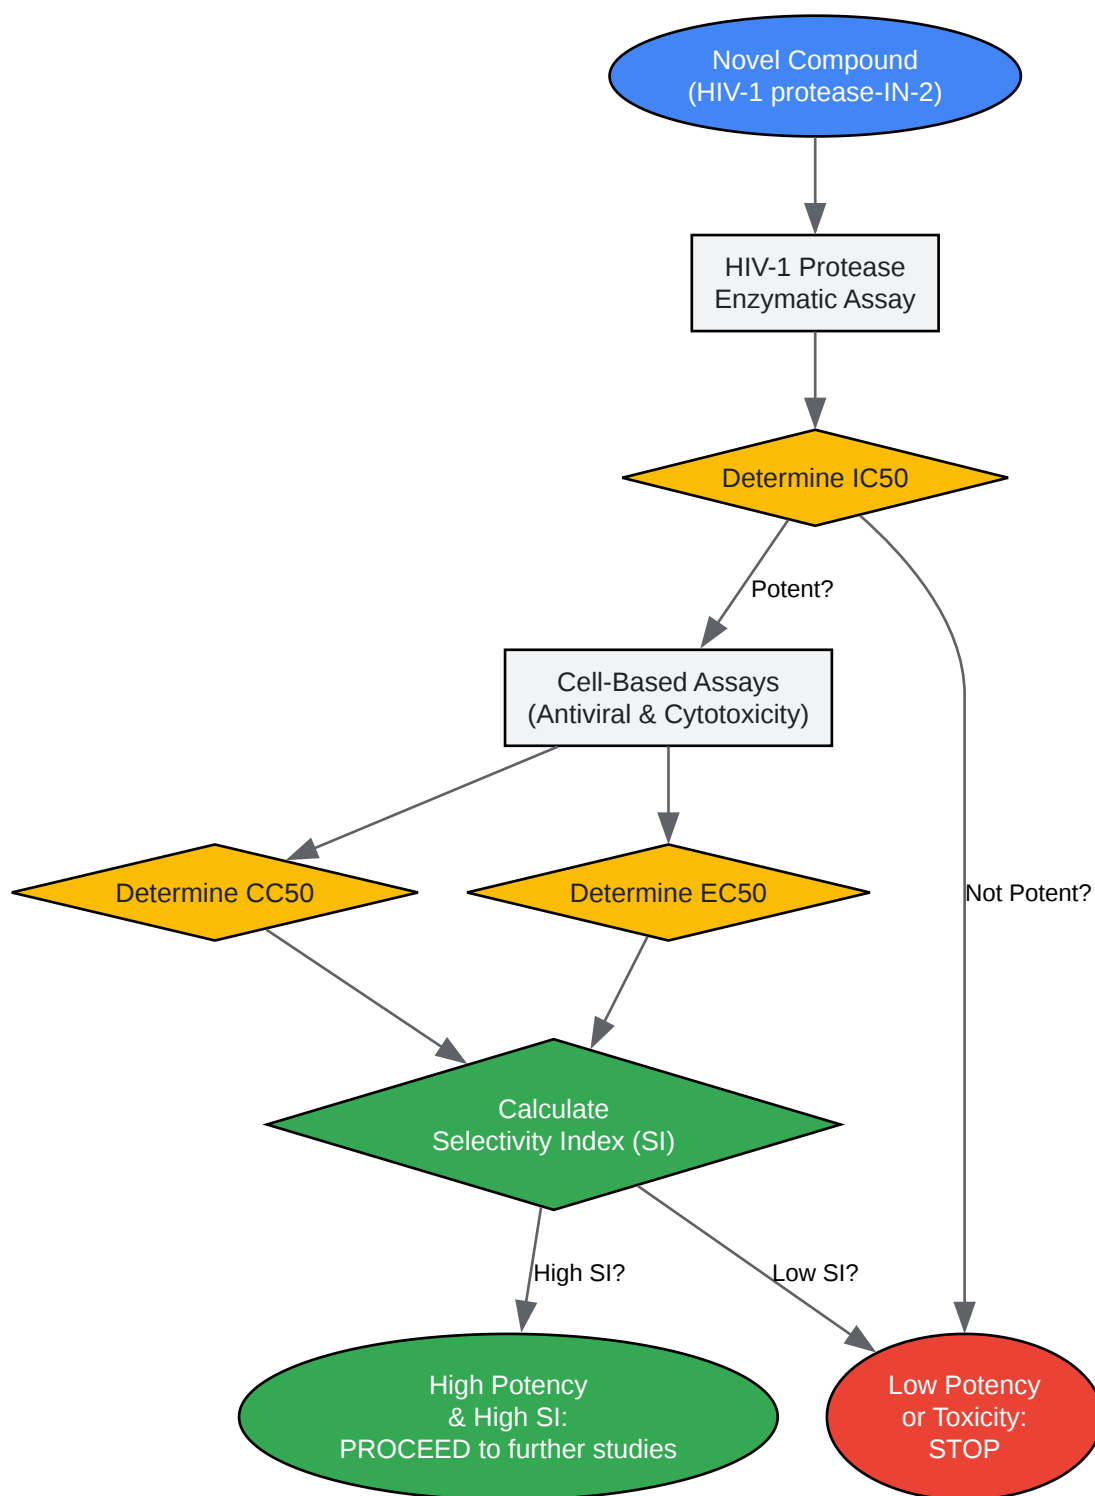 Novel Compound
(HIV-1 protease-IN-2)
HIV-1 Protease
Enzymatic Assay
Determine IC50
Potent?
Cell-Based Assays
(Antiviral & Cytotoxicity)
Determine CC50
Determine EC50
Not Potent?
Calculate
Selectivity Index (SI)
High SI?
Low SI?
High Potency
& High SI:
PROCEED to further studies
Low Potency
or Toxicity:
STOP